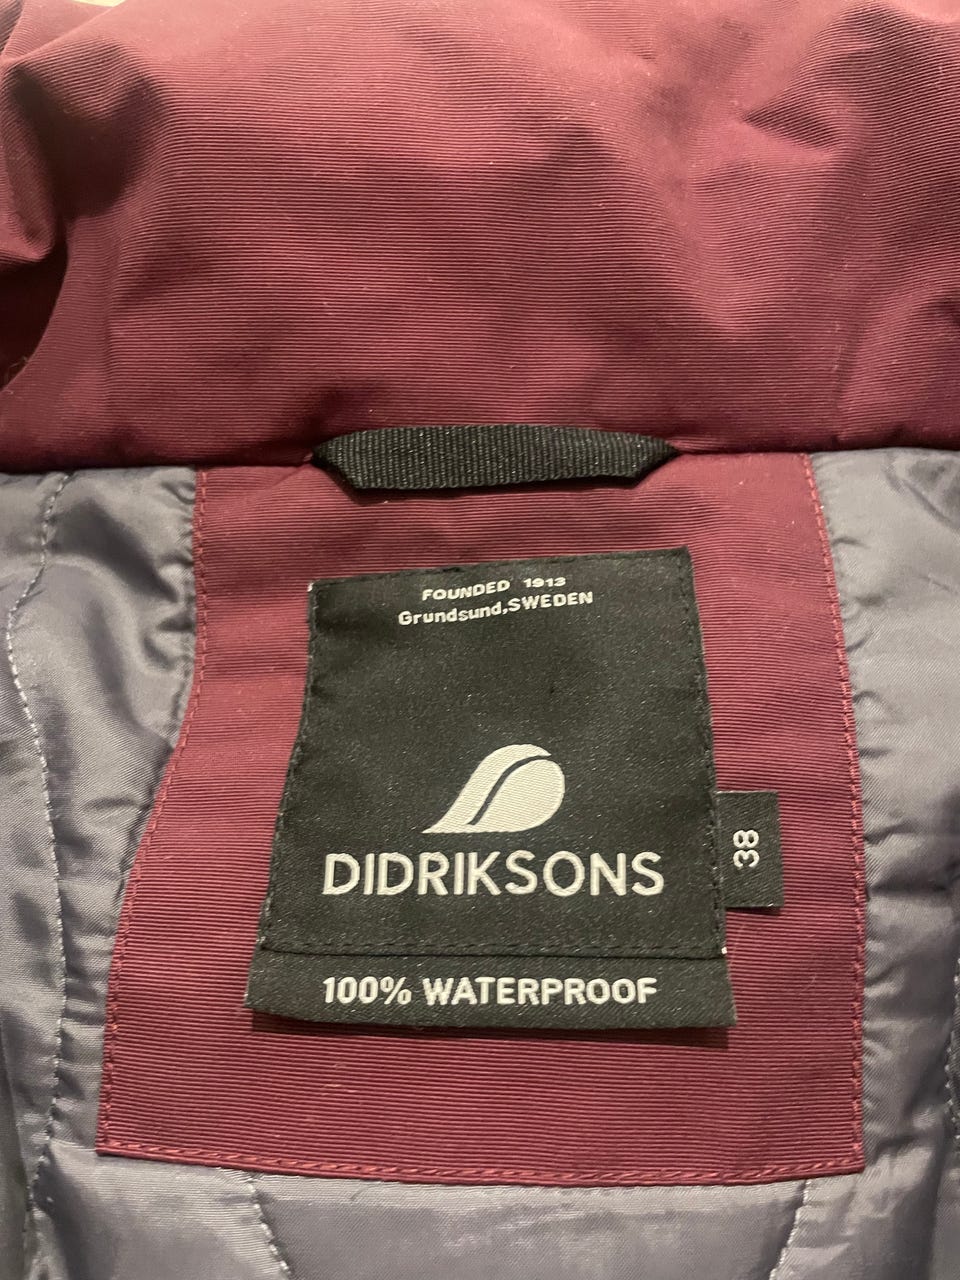 FOUNDED 1913
Grundsund,SWEDEN
DIDRIKSONS
38
100% WATERPROOF